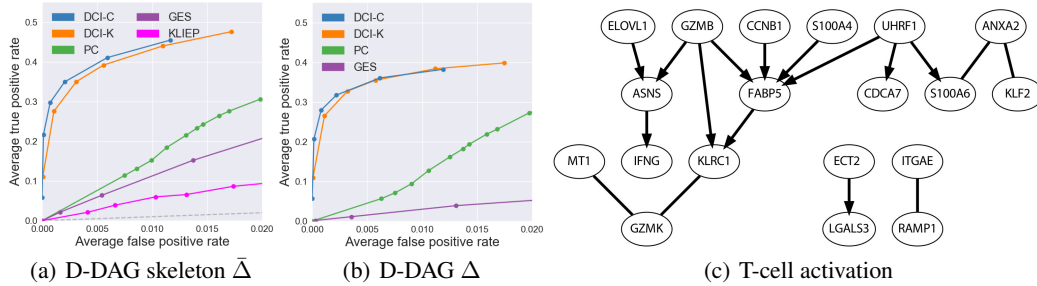 DCI-C
DCI-K
PC
GES
KLIEP
Average true positive rate
0.5
0.4
0.3
0.2
0.1
0.0
0.000 0.005 0.010 0.015 0.020
Average false positive rate
(a) D-DAG skeleton Δ̄
DCI-C
DCI-K
PC
GES
Average true positive rate
0.5
0.4
0.3
0.2
0.1
0.0
0.000 0.005 0.010 0.015 0.020
Average false positive rate
(b) D-DAG Δ
ELOVL1 GZMB CCNB1 S100A4 UHRF1 ANXA2
ASNS FABP5 CDCA7 S100A6 KLF2
MT1 IFNG KLRC1 ECT2 ITGAE
GZMK LGALS3 RAMP1
(c) T-cell activation